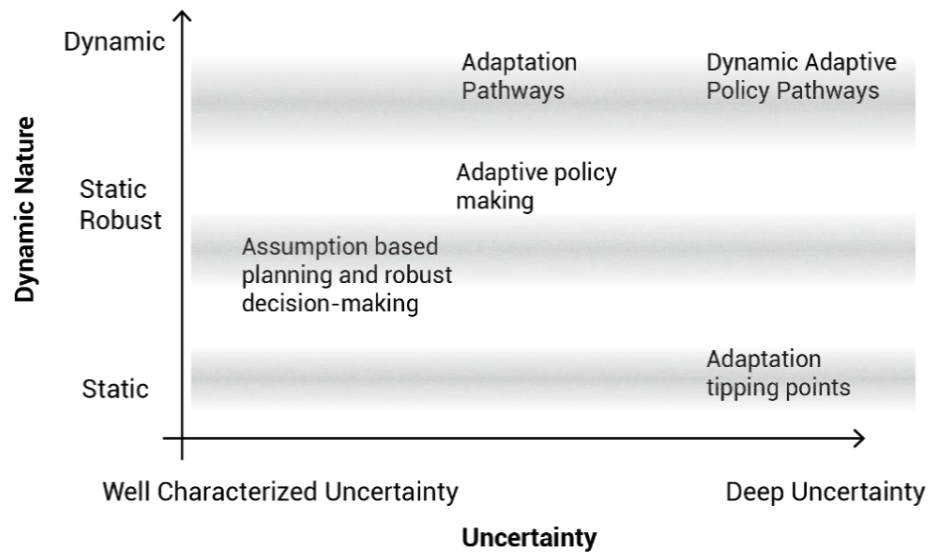 Dynamic
Adaptation
Pathways
Dynamic Adaptive
Policy Pathways
Dynamic Nature
Static
Robust
Adaptive policy
making
Assumption based
planning and robust
decision-making
Static
Adaptation
tipping points
Well Characterized Uncertainty
Deep Uncertainty
Uncertainty